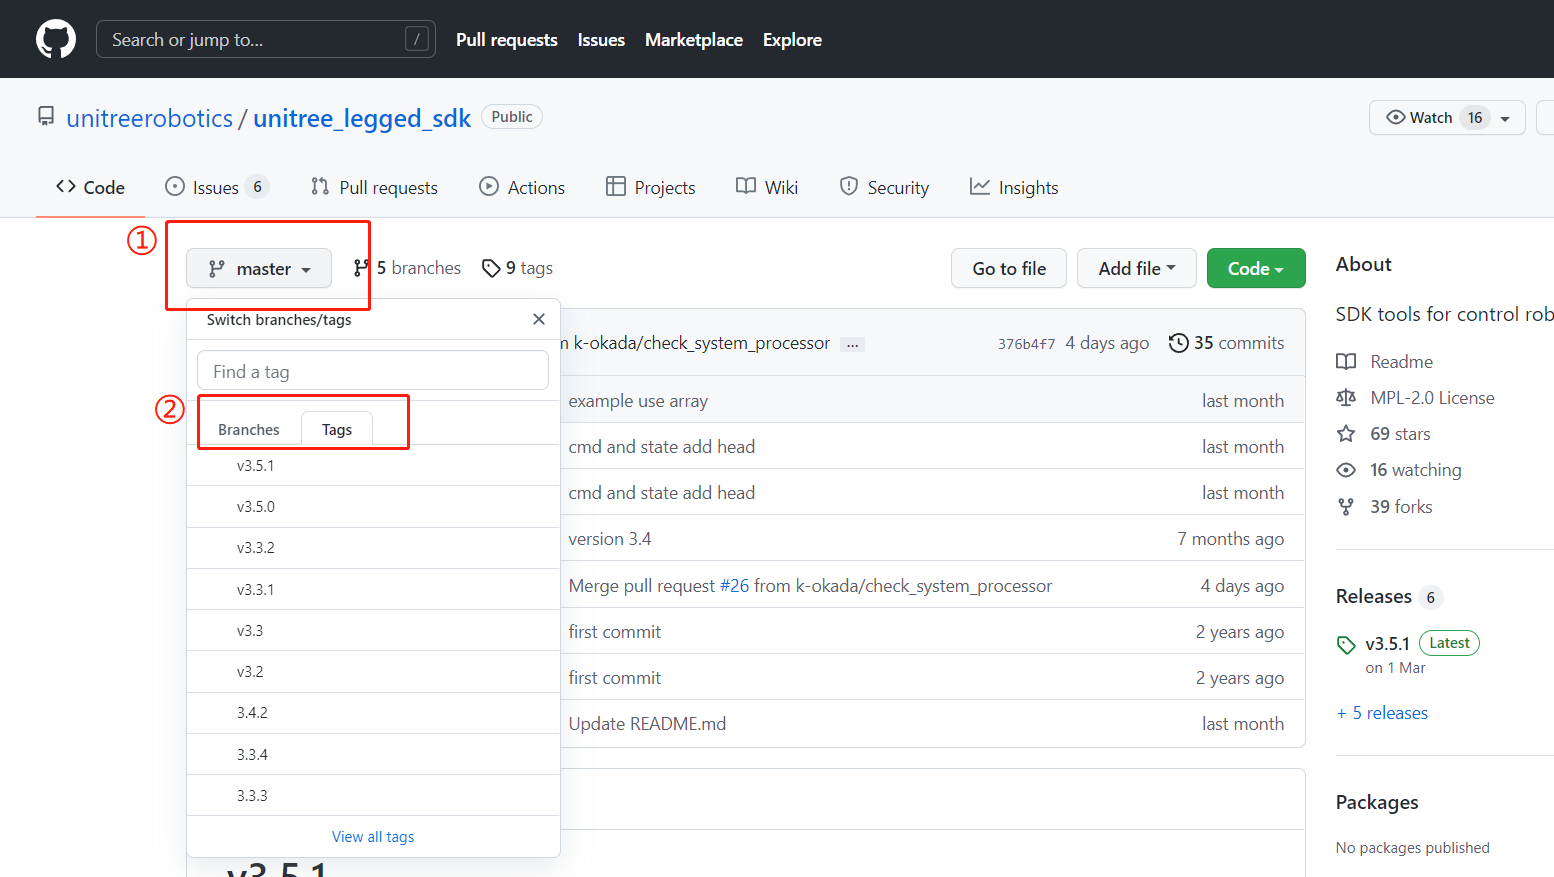 Search or jump to... /
Pull requests Issues Marketplace Explore
unitreerobotics / unitree_legged_sdk Public
Watch 16
Code Issues 6 Pull requests Actions Projects Wiki Security Insights
①
master 5 branches 9 tags Go to file Add file Code
Switch branches/tags
Find a tag
②
Branches Tags
v3.5.1
v3.5.0
v3.3.2
v3.3.1
v3.3
v3.2
3.4.2
3.3.4
3.3.3
View all tags
k-okada/check_system_processor ... 376b4f7 4 days ago 35 commits
example use array last month
cmd and state add head last month
cmd and state add head last month
version 3.4 7 months ago
Merge pull request #26 from k-okada/check_system_processor 4 days ago
first commit 2 years ago
first commit 2 years ago
Update README.md last month
v3.5.1
About
SDK tools for control rob
Readme
MPL-2.0 License
69 stars
16 watching
39 forks
Releases 6
v3.5.1 Latest
on 1 Mar
+ 5 releases
Packages
No packages published